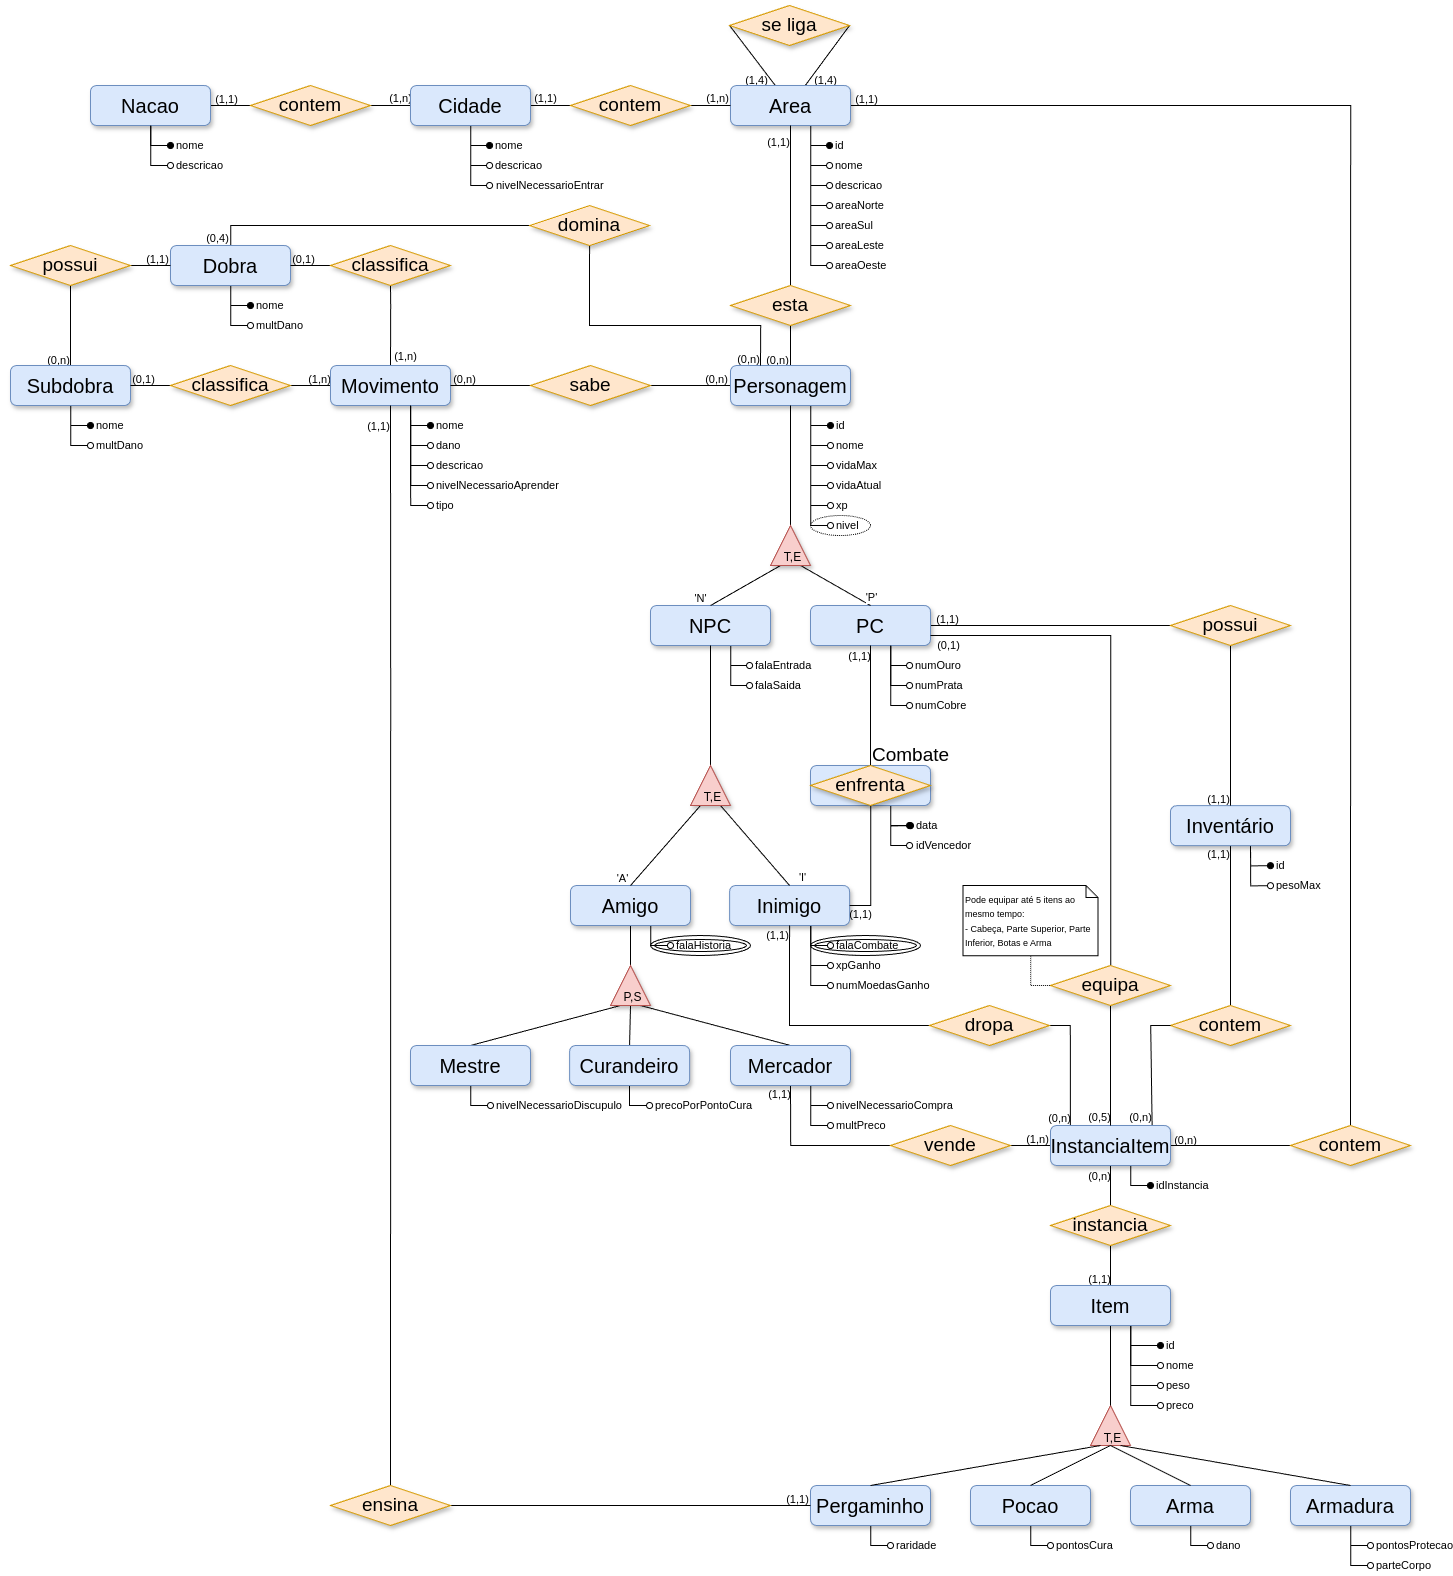 se liga
(1,4)
(1,4)
Nacao
(1,1)
contem
(1,n)
Cidade
(1,1)
contem
(1,n)
Area
(1,1)
nome
descricao
nome
descricao
nivelNecessarioEntrar
(1,1)
id
nome
descricao
areaNorte
areaSul
areaLeste
areaOeste
domina
(0,4)
possui
(1,1)
Dobra
(0,1)
classifica
nome
multDano
esta
(0,n)
(1,n)
(0,n)
(0,n)
Subdobra
(0,1)
classifica
(1,n)
Movimento
(0,n)
sabe
(0,n)
Personagem
nome
multDano
(1,1)
nome
dano
descricao
nivelNecessarioAprender
tipo
id
nome
vidaMax
vidaAtual
xp
nivel
T,E
'N'
'P'
NPC
PC
(1,1)
possui
(0,1)
falaEntrada
falaSaida
(1,1)
numOuro
numPrata
numCobre
Combate
enfrenta
T,E
data
idVencedor
(1,1)
Inventário
(1,1)
id
pesoMax
'A'
'I'
Amigo
Inimigo
(1,1)
Pode equipar até 5 itens ao
mesmo tempo:
- Cabeça, Parte Superior, Parte
Inferior, Botas e Arma
falaHistoria
(1,1)
falaCombate
xpGanho
numMoedasGanho
equipa
P,S
dropa
contem
Mestre
Curandeiro
Mercador
nivelNecessarioDiscupulo
precoPorPontoCura
(1,1)
nivelNecessarioCompra
multPreco
(0,n)
(0,5)
(0,n)
vende
(1,n)
InstanciaItem
(0,n)
contem
(0,n)
idInstancia
instancia
(1,1)
Item
id
nome
peso
preco
T,E
ensina
(1,1)
Pergaminho
Pocao
Arma
Armadura
raridade
pontosCura
dano
pontosProtecao
parteCorpo